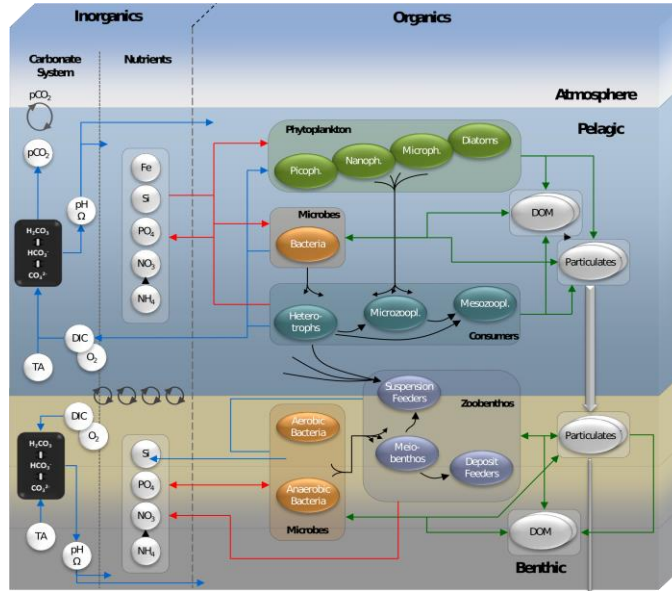 Inorganics
Organics
Carbonate
System
Nutrients
pCO₂
Atmosphere
Pelagic
pCO₂
pH
Ω
H₂CO₃
HCO₃⁻
CO₃²⁻
TA
DIC
O₂
Fe
Si
PO₄
NO₃
NH₄
Phytoplankton
Picoph.
Nanoph.
Microph.
Diatoms
Microbes
Bacteria
DOM
Particulates
Hetero-
trophs
Microzoopl.
Mesozoopl.
Consumers
DIC
O₂
H₂CO₃
HCO₃⁻
CO₃²⁻
TA
pH
Ω
Si
PO₄
NO₃
NH₄
Aerobic
Bacteria
Anaerobic
Bacteria
Microbes
Suspension
Feeders
Zoobenthos
Meio-
benthos
Deposit
Feeders
Particulates
DOM
Benthic